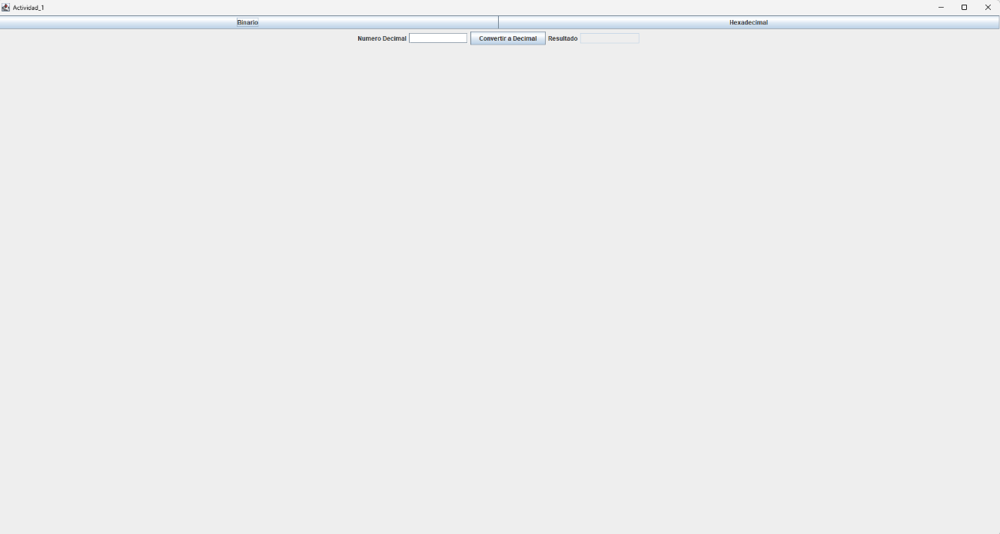 Actividad_1
Binario Hexadecimal
Numero Decimal Convertir a Decimal Resultado